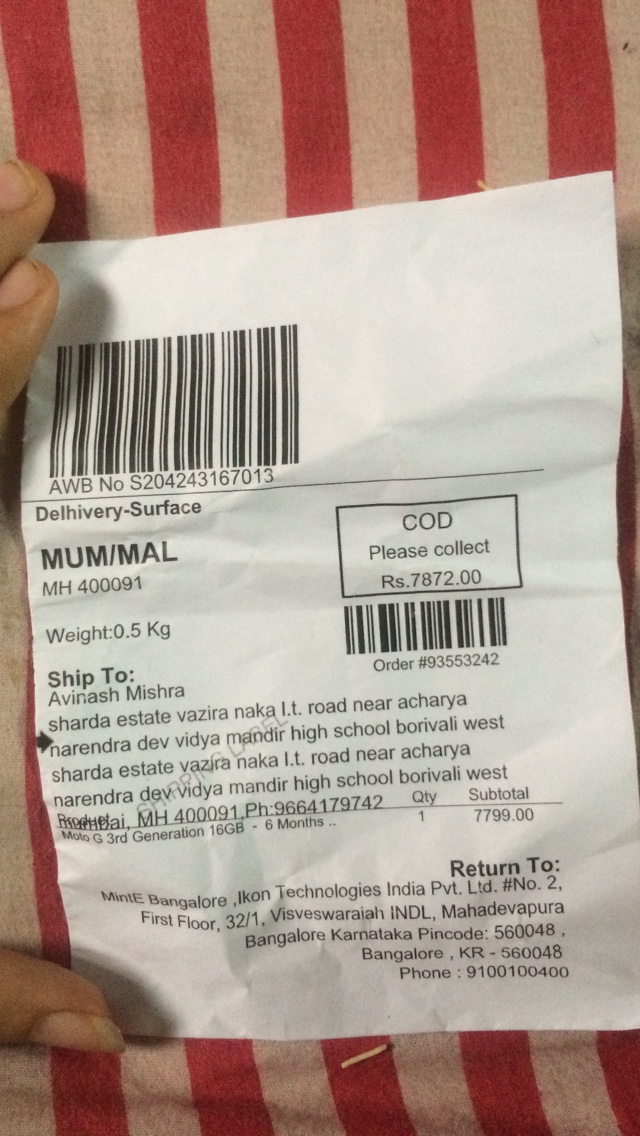 AWB No S204243167013
Delhivery-Surface
MUM/MAL
MH 400091
COD
Please collect
Rs.7872.00
Weight:0.5 Kg
Order #93553242
Ship To:
Avinash Mishra
sharda estate vazira naka l.t. road near acharya
narendra dev vidya mandir high school borivali west
sharda estate vazira naka l.t. road near acharya
narendra dev vidya mandir high school borivali west
mumbai, MH 400091,Ph:9664179742
SHIPPING LABEL
Product Qty Subtotal
Moto G 3rd Generation 16GB - 6 Months .. 1 7799.00
Return To:
MintE Bangalore ,Ikon Technologies India Pvt. Ltd. #No. 2,
First Floor, 32/1, Visveswaraiah INDL, Mahadevapura
Bangalore Karnataka Pincode: 560048 ,
Bangalore , KR - 560048
Phone : 9100100400